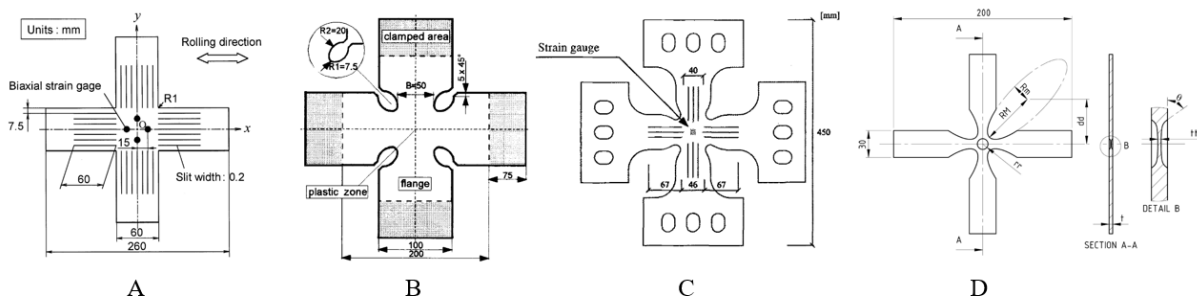 Units : mm
y
Rolling direction
Biaxial strain gage
R1
7.5
O
x
15
60
Slit width : 0.2
60
260
A
R2=20
R1=7.5
clamped area
B=50
5 x 45°
plastic zone
flange
75
100
200
B
[mm]
Strain gauge
40
450
67
46
67
C
200
A
Rm
RM
dd
30
rr
A
B
t
SECTION A-A
θ
tt
DETAIL B
D